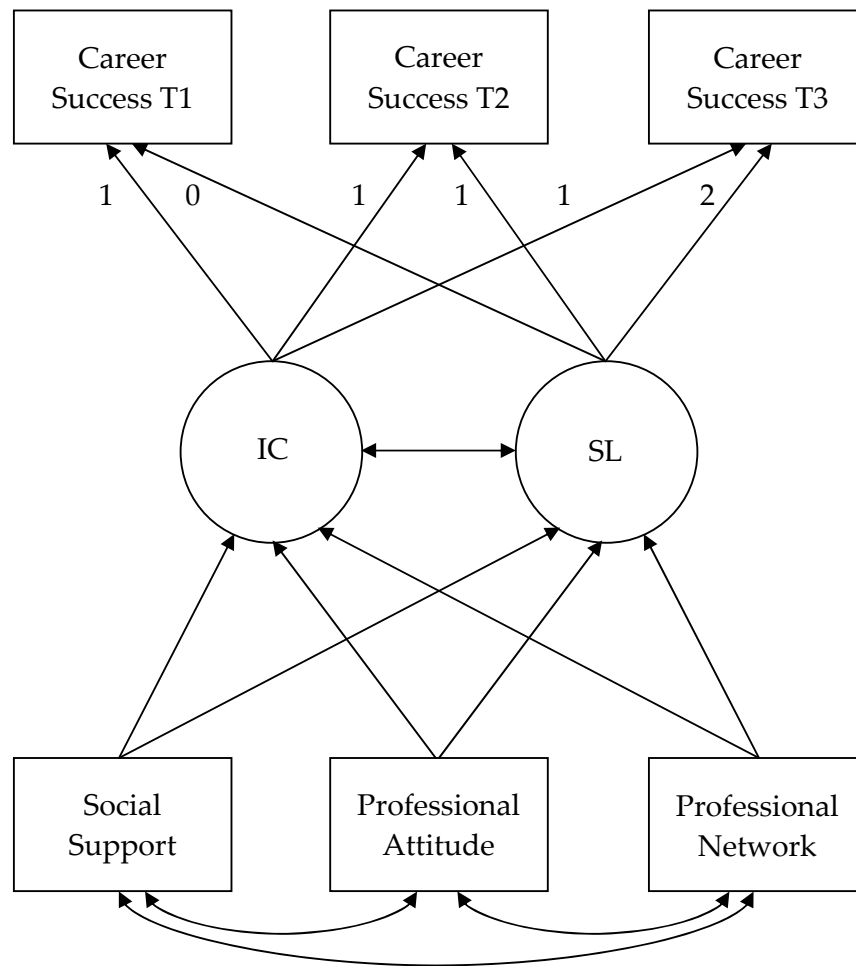 Career
Success T1
Career
Success T2
Career
Success T3
1
0
1
1
1
2
IC
SL
Social
Support
Professional
Attitude
Professional
Network